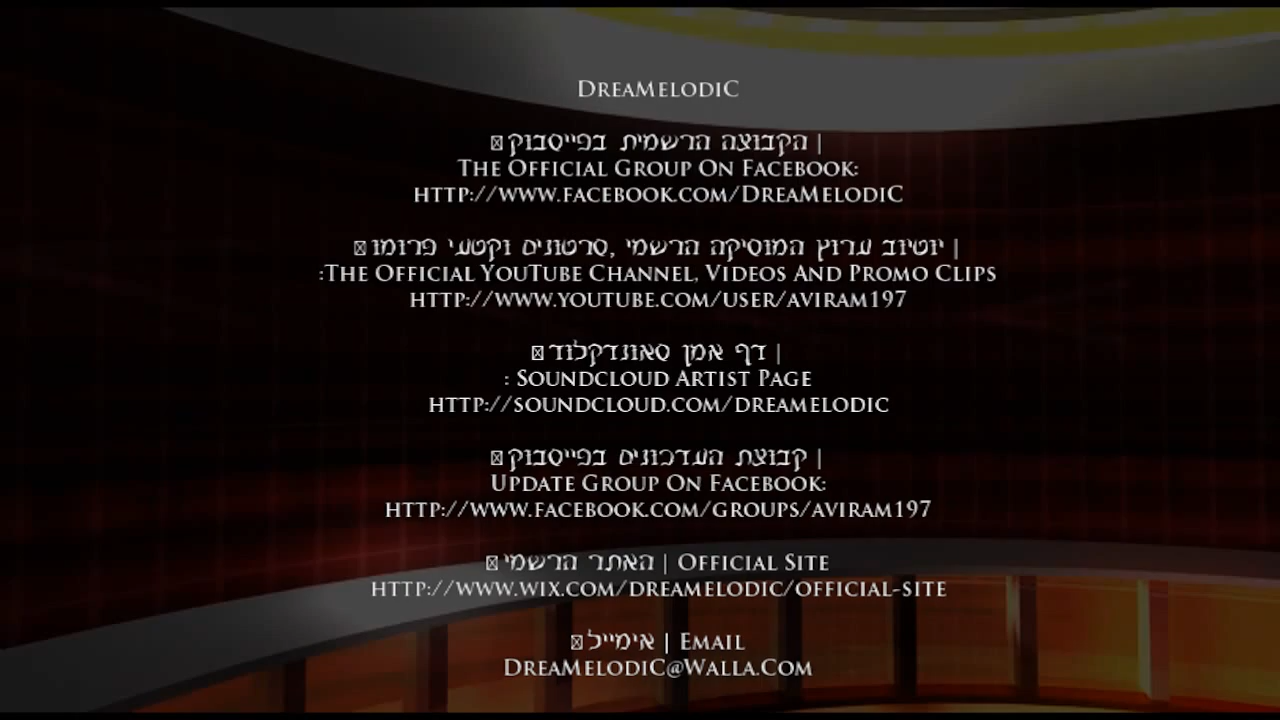 DreaMelodiC
הקבוצה הרשמית בפייסבוק |
The Official Group On Facebook:
http://www.facebook.com/DreaMelodiC
יוטיוב ערוץ המוסיקה הרשמי, סרטונים וקטעי פרומו |
:The Official YouTube Channel, Videos And Promo Clips
http://www.youtube.com/user/aviram197
דף אמן סאונדקלוד |
: Soundcloud Artist Page
http://soundcloud.com/dreamelodic
קבוצת העדכונים בפייסבוק |
Update Group On Facebook:
http://www.facebook.com/groups/aviram197
האתר הרשמי | Official Site
http://www.wix.com/dreamelodic/official-site
אימייל | Email
DreaMelodiC@Walla.Com